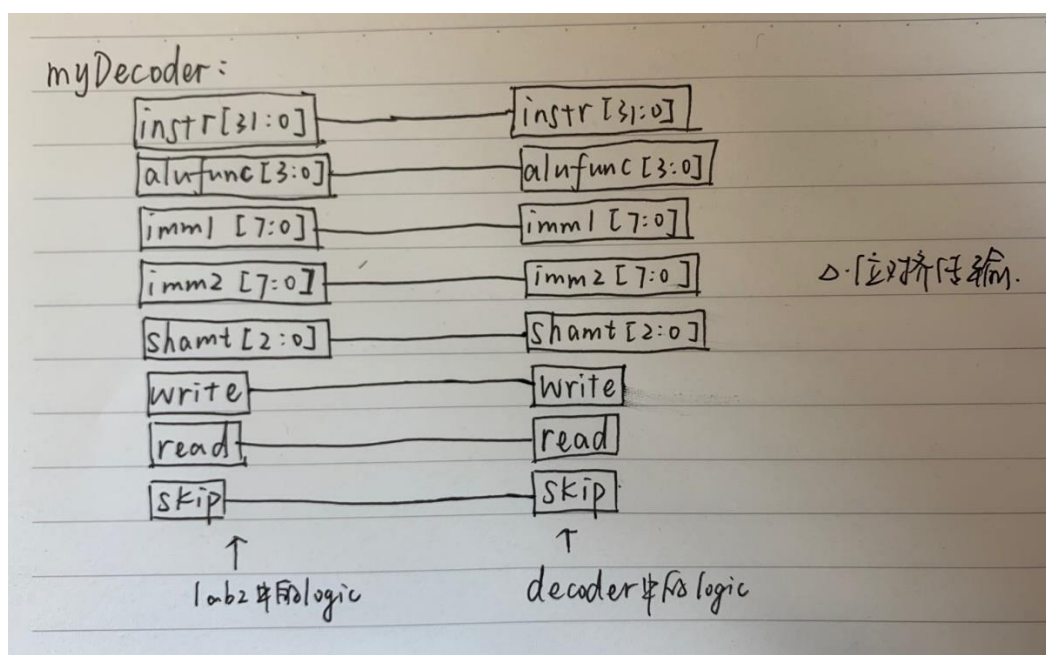 myDecoder:
instr[31:0] instr[31:0]
alufunc[3:0] alufunc[3:0]
imm1 [7:0] imm1 [7:0]
imm2 [7:0] imm2 [7:0] △.位对齐传输.
shamt[2:0] shamt[2:0]
write write
read read
skip skip
↑ ↑
lab2中的logic decoder中的logic